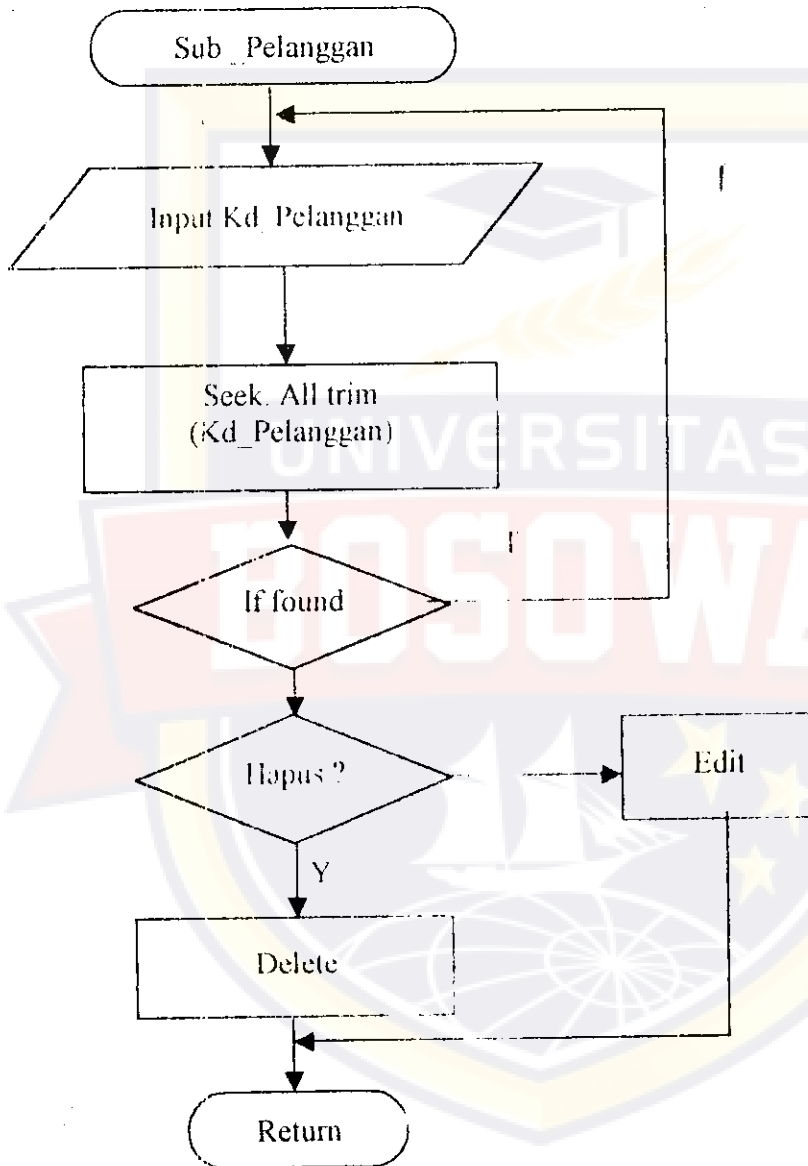 Sub_Pelanggan
Input Kd_Pelanggan
Seek. All trim
(Kd_Pelanggan)
If found
Hapus ?
Edit
Y
Delete
Return
UNIVERSITAS
BOSOWA